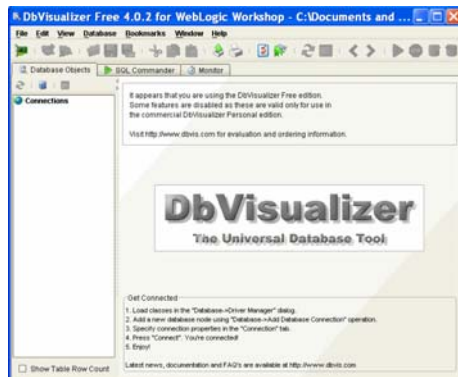 DbVisualizer Free 4.0.2 for WebLogic Workshop - C:\Documents and ...
File Edit View Database Bookmarks Window Help
Database Objects SQL Commander Monitor
Connections
It appears that you are using the DbVisualizer Free edition.
Some features are disabled as these are valid only for use in
the commercial DbVisualizer Personal edition.
Visit http://www.dbvis.com for evaluation and ordering information.
DbVisualizer
The Universal Database Tool
Get Connected
1. Load classes in the "Database->Driver Manager" dialog.
2. Add a new database node using "Database->Add Database Connection" operation.
3. Specify connection properties in the "Connection" tab.
4. Press "Connect". You're connected!
5. Enjoy!
Latest news, documentation and FAQ's are available at http://www.dbvis.com
Show Table Row Count